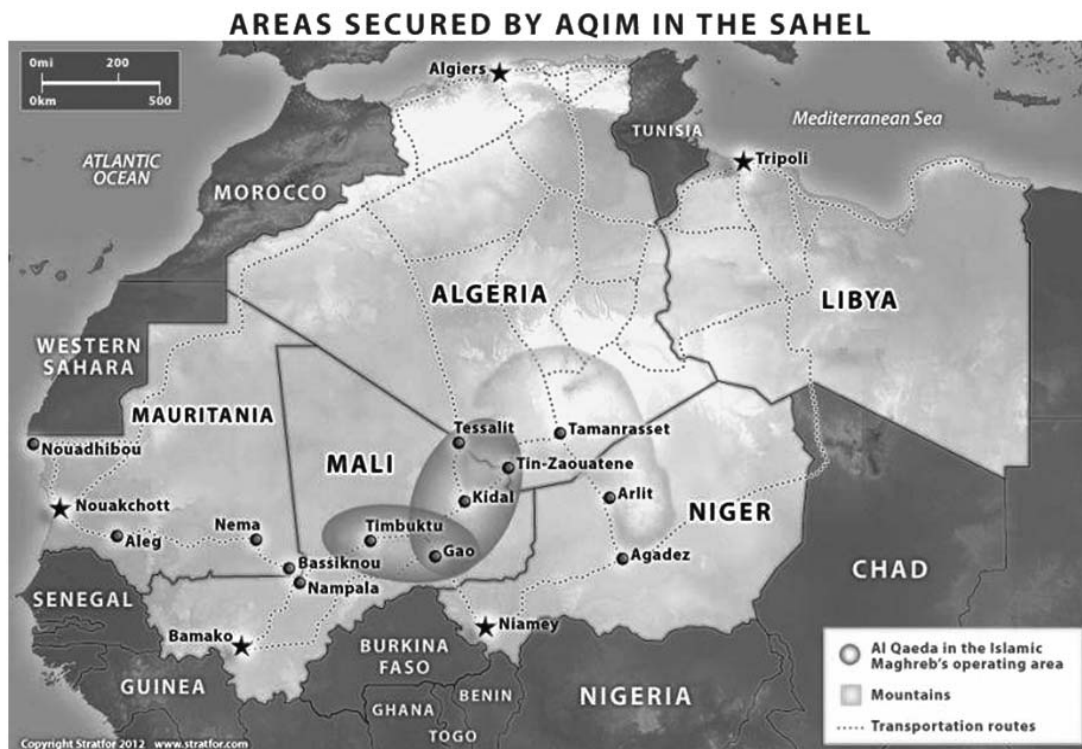 AREAS SECURED BY AQIM IN THE SAHEL
0mi 200
0km 500
Algiers
TUNISIA
Mediterranean Sea
ATLANTIC
OCEAN
Tripoli
MOROCCO
ALGERIA
LIBYA
WESTERN
SAHARA
MAURITANIA
Nouadhibou
Tessalit
Tamanrasset
MALI
Tin-Zaouatene
Nouakchott
Kidal
Arlit
NIGER
Aleg
Nema
Timbuktu
Gao
Agadez
Bassiknou
Nampala
CHAD
SENEGAL
Bamako
Niamey
BURKINA
FASO
GUINEA
BENIN
NIGERIA
GHANA
TOGO
Al Qaeda in the Islamic
Maghreb's operating area
Mountains
Transportation routes
Copyright Stratfor 2012 www.stratfor.com